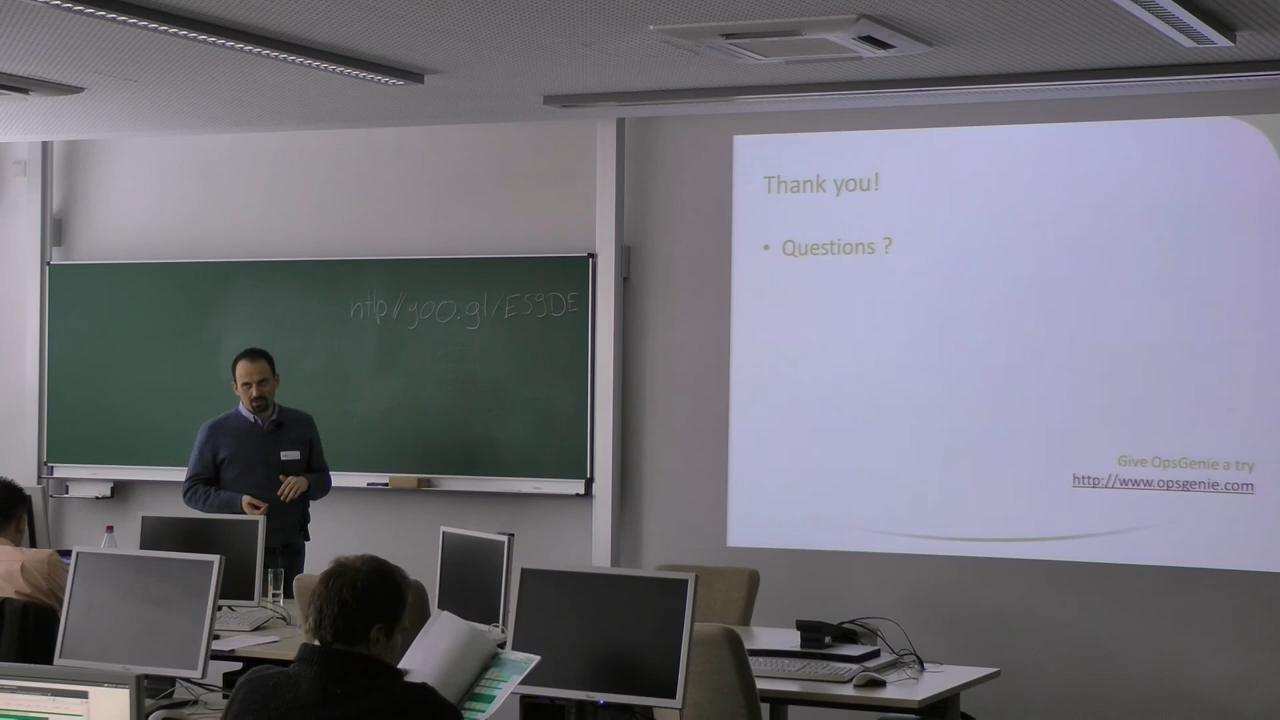 http://goo.gl/ES9DE
Thank you!
• Questions ?
Give OpsGenie a try
http://www.opsgenie.com